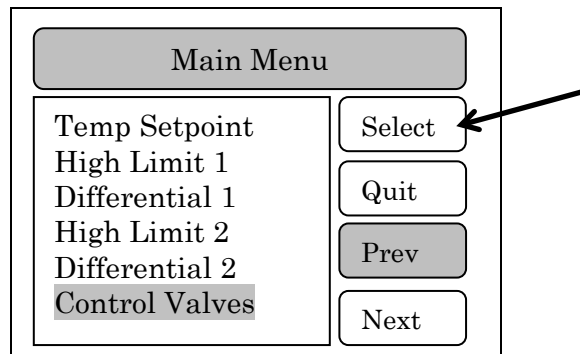 Main Menu
Temp Setpoint
High Limit 1
Differential 1
High Limit 2
Differential 2
Control Valves
Select
Quit
Prev
Next